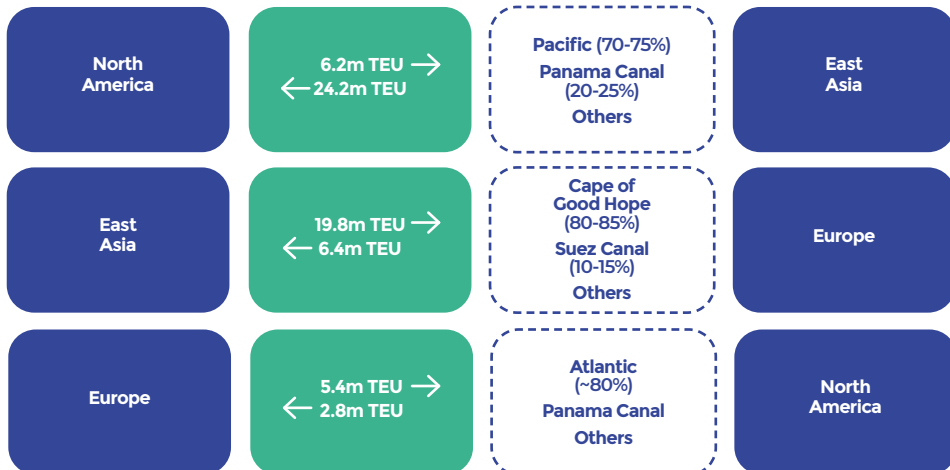 North
America
6.2m TEU
24.2m TEU
Pacific (70-75%)
Panama Canal
(20-25%)
Others
East
Asia
East
Asia
19.8m TEU
6.4m TEU
Cape of
Good Hope
(80-85%)
Suez Canal
(10-15%)
Others
Europe
Europe
5.4m TEU
2.8m TEU
Atlantic
(~80%)
Panama Canal
Others
North
America